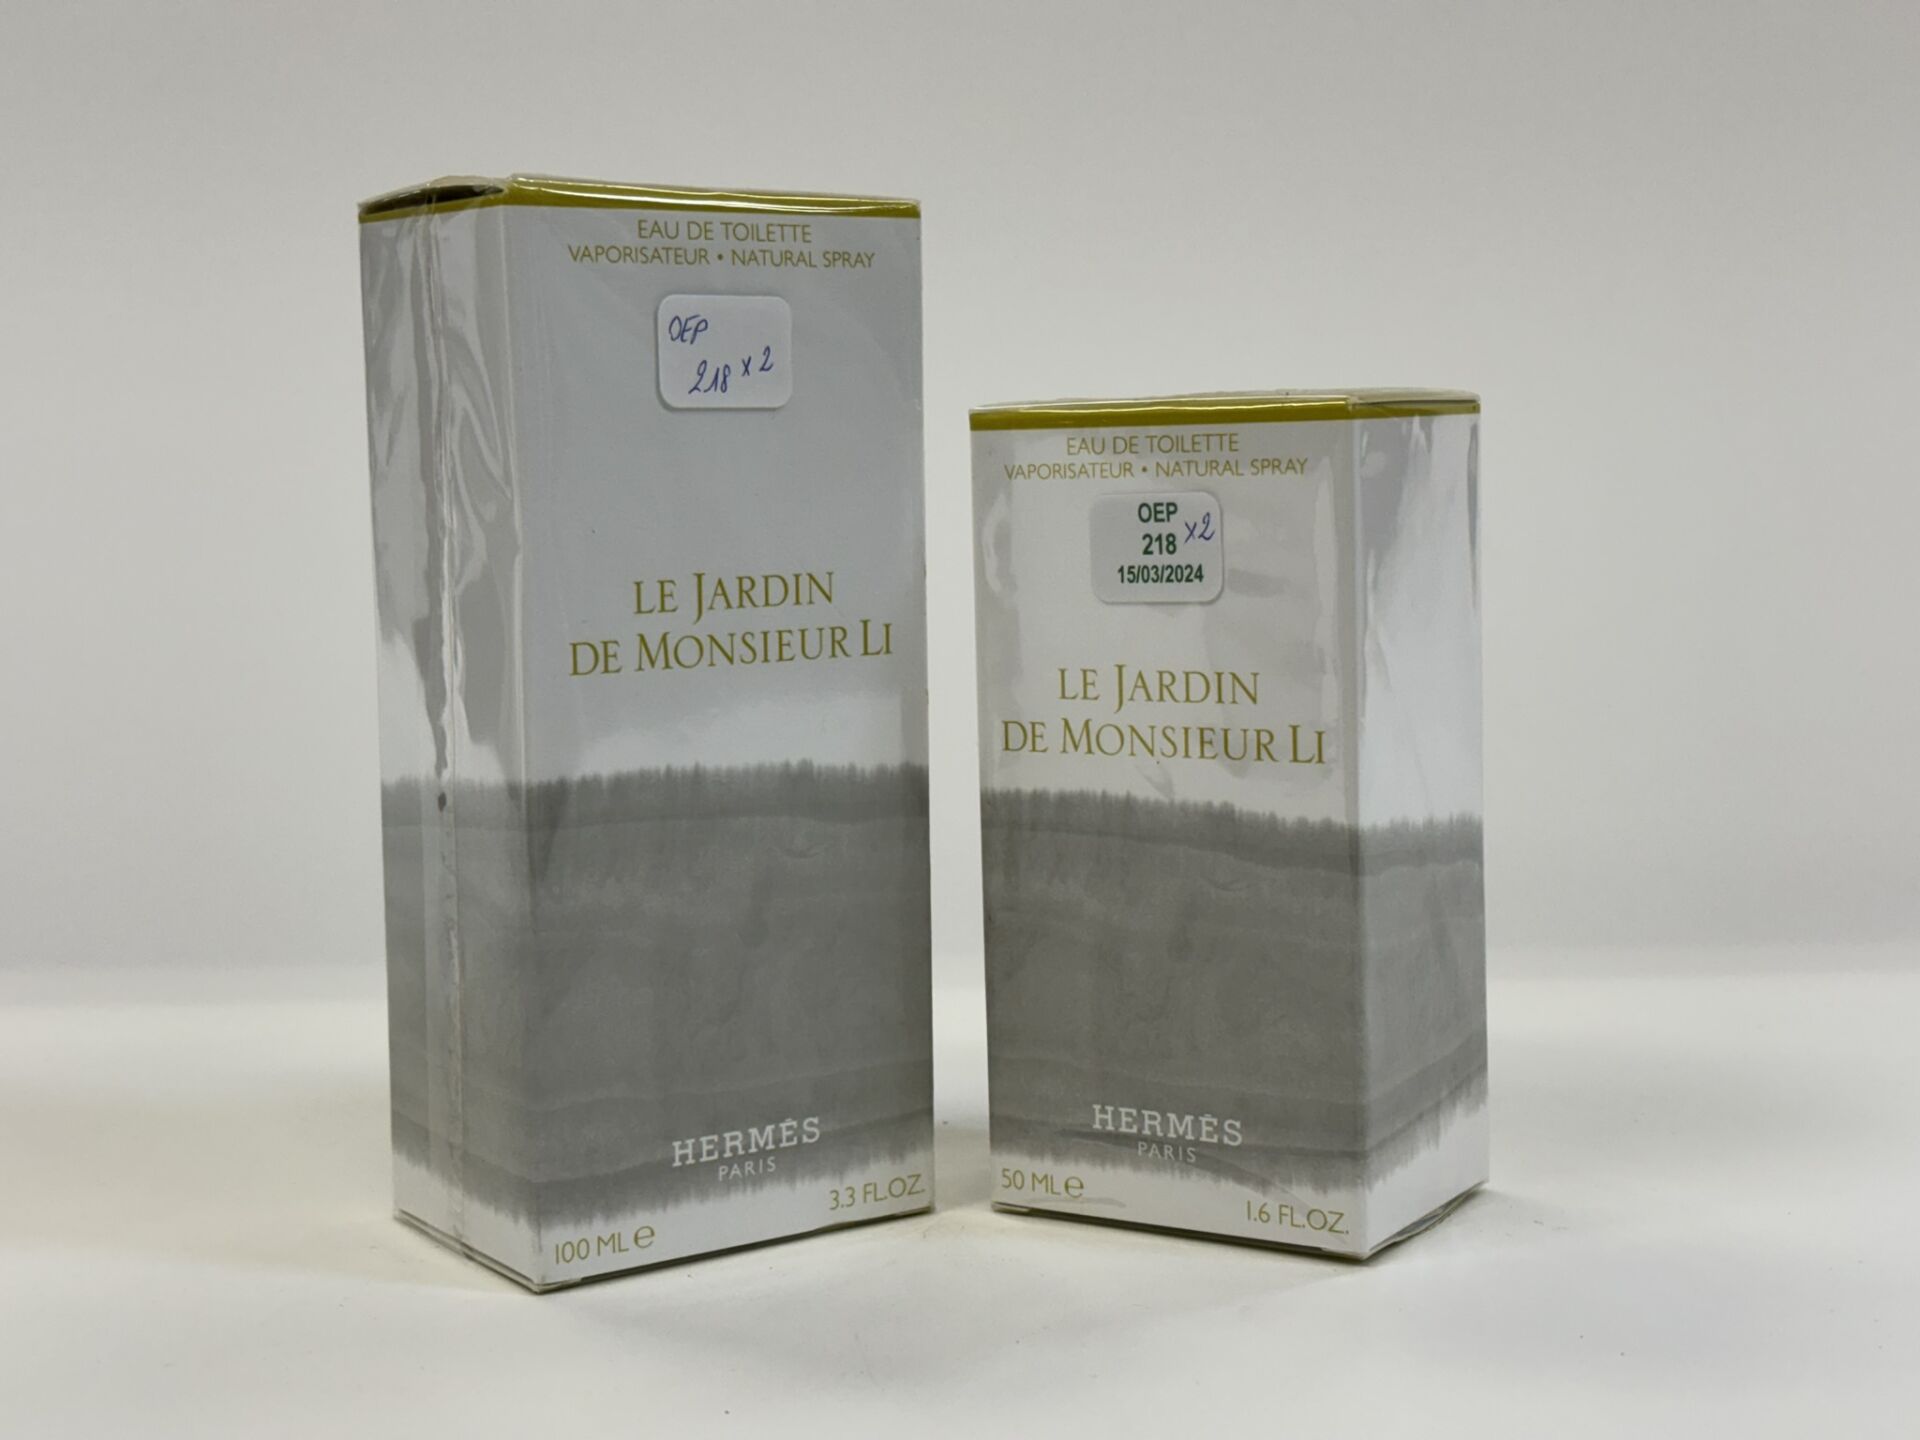 EAU DE TOILETTE
VAPORISATEUR • NATURAL SPRAY
OEP
218 x 2
LE JARDIN
DE MONSIEUR LI
HERMÈS
PARIS
100 ML e
3.3 FL.OZ.
EAU DE TOILETTE
VAPORISATEUR • NATURAL SPRAY
OEP
218 x2
15/03/2024
LE JARDIN
DE MONSIEUR LI
HERMÈS
PARIS
50 ML e
1.6 FL.OZ.